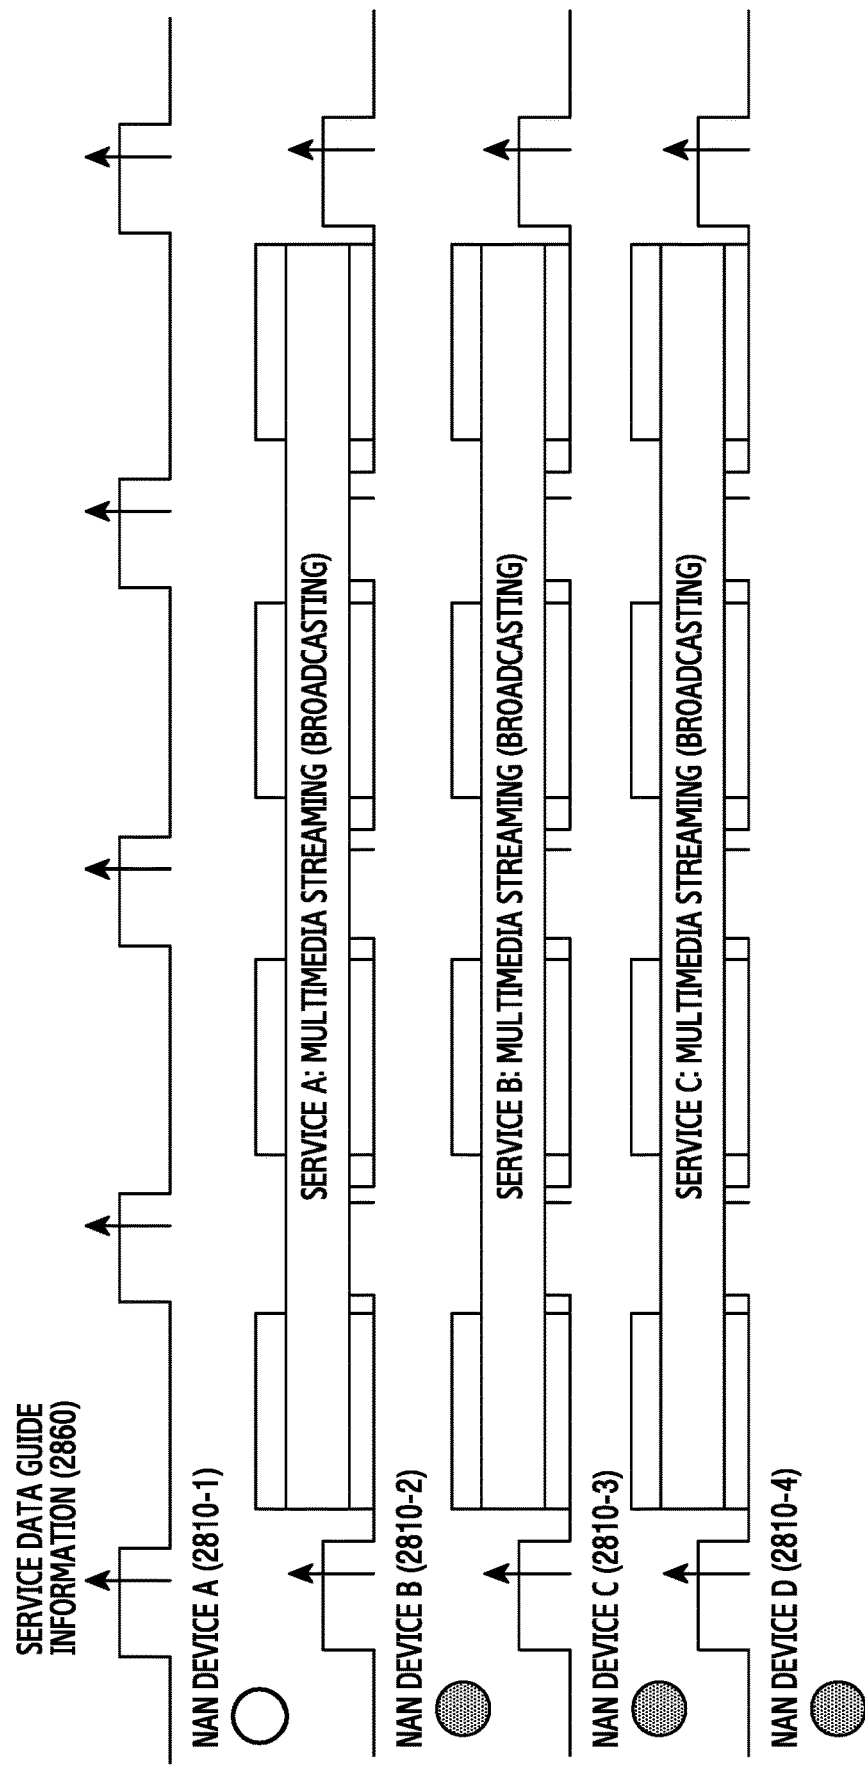 SERVICE DATA GUIDE
INFORMATION (2860)
NAN DEVICE A (2810-1)
SERVICE A: MULTIMEDIA STREAMING (BROADCASTING)
NAN DEVICE B (2810-2)
SERVICE B: MULTIMEDIA STREAMING (BROADCASTING)
NAN DEVICE C (2810-3)
SERVICE C: MULTIMEDIA STREAMING (BROADCASTING)
NAN DEVICE D (2810-4)